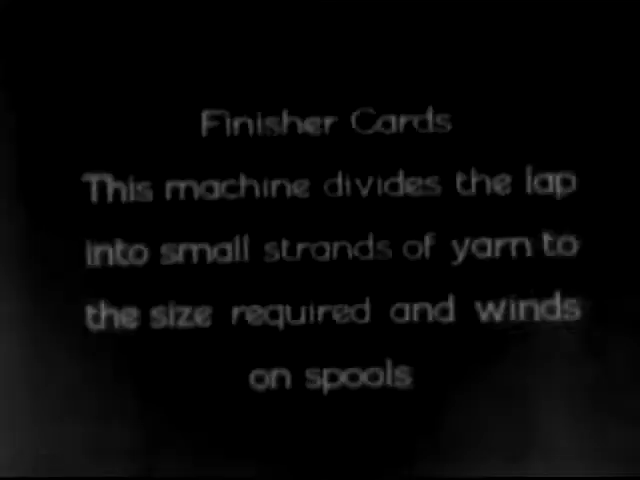 Finisher Cards
This machine divides the lap
into small strands of yarn to
the size required and winds
on spools